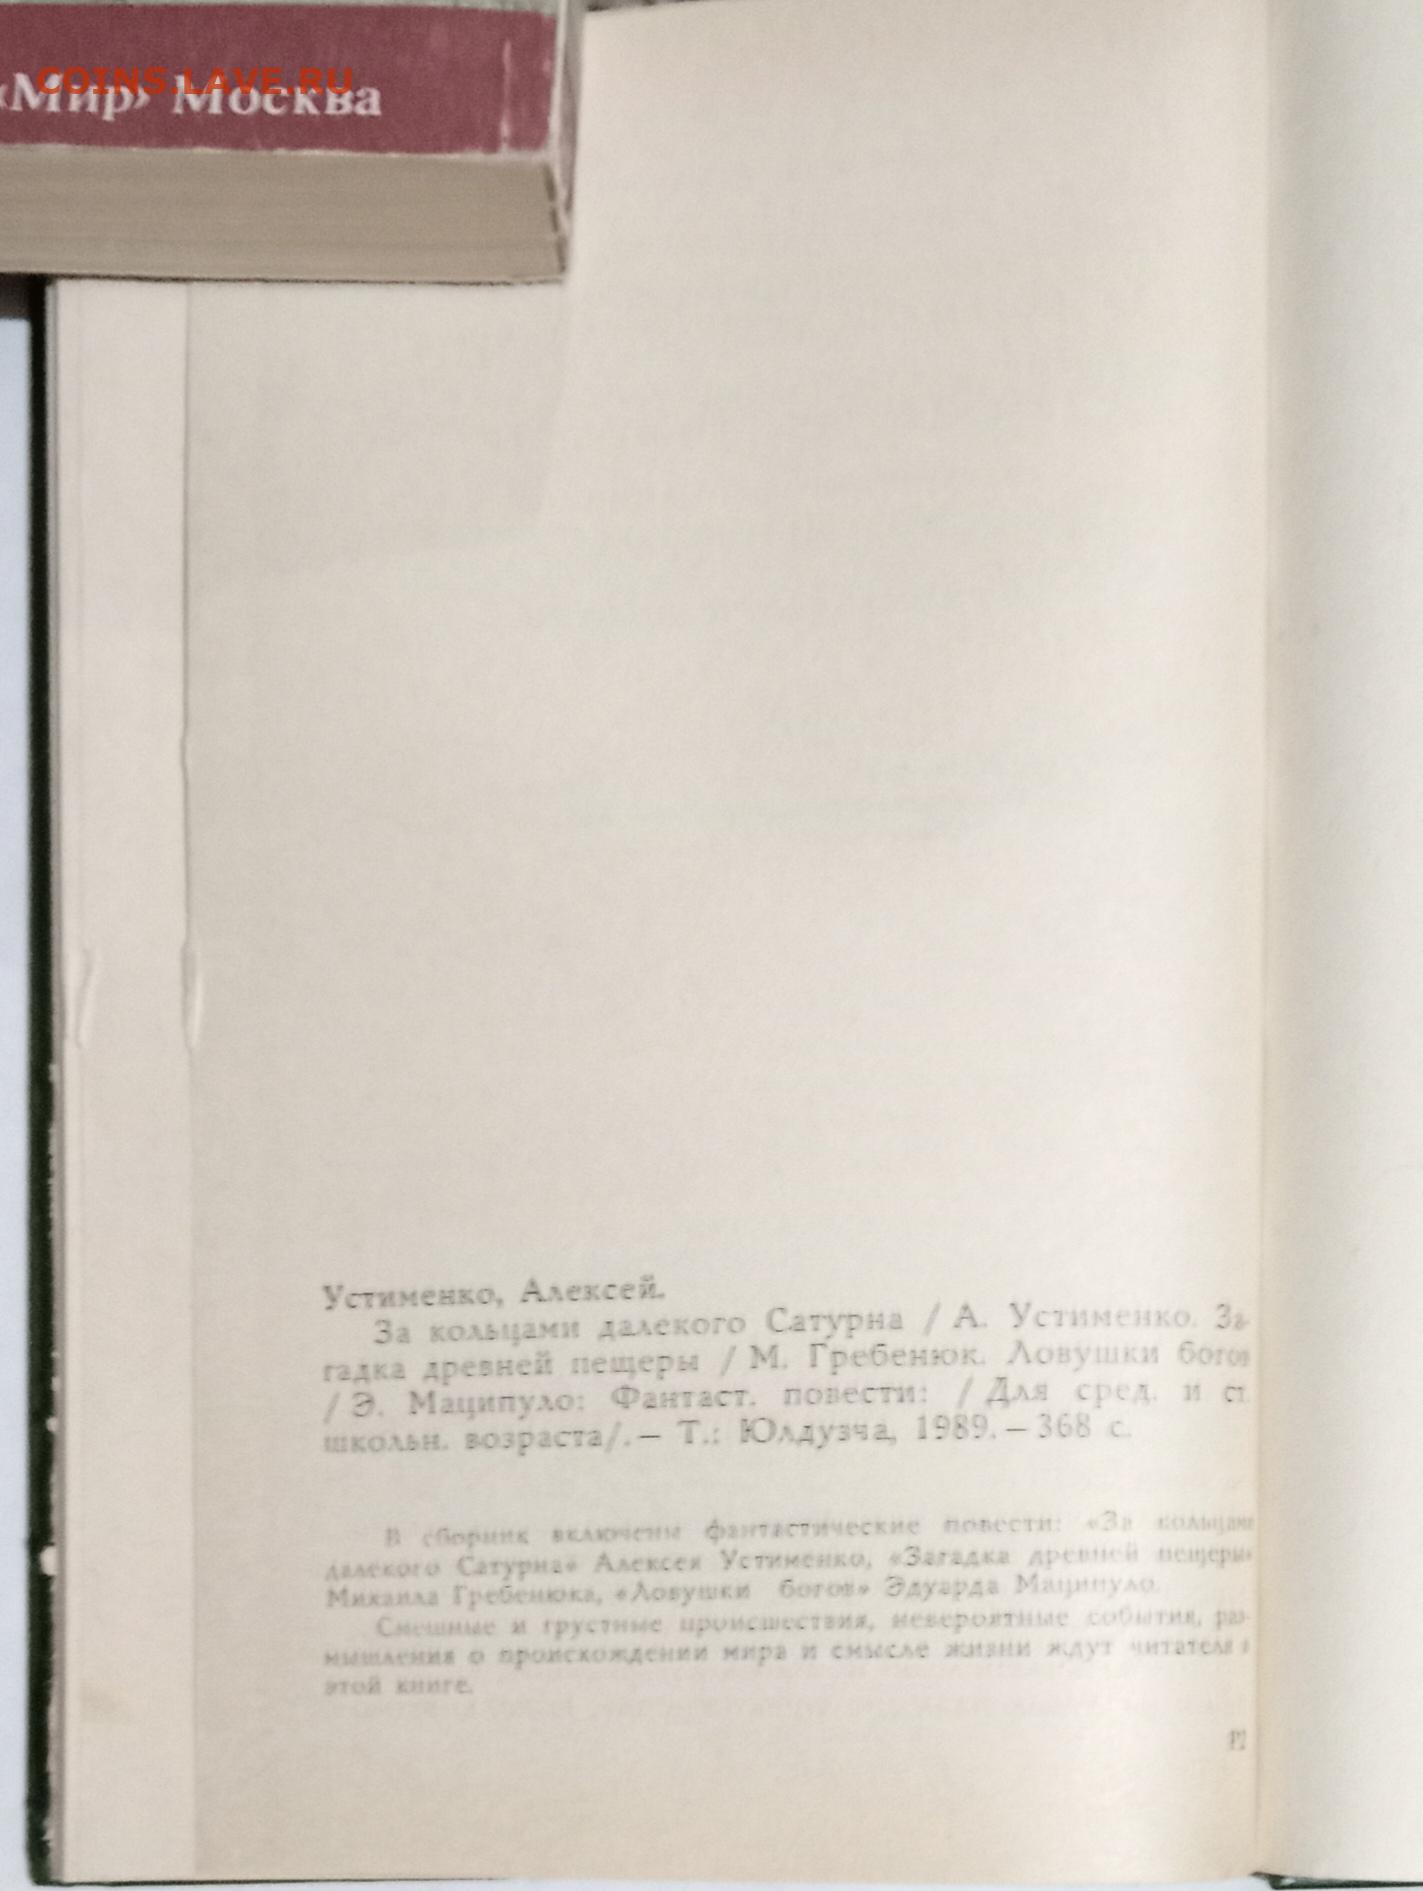 COINS.LAVE.RU
«Мир» Москва
Устименко, Алексей.
За кольцами далекого Сатурна / А. Устименко. За-
гадка древней пещеры / М. Гребенюк. Ловушки богов
/ Э. Маципуло: Фантаст. повести: / Для сред. и ст.
школьн. возраста/.— Т.: Юлдузча, 1989.— 368 с.
В сборник включены фантастические повести: «За кольцами
далекого Сатурна» Алексея Устименко, «Загадка древней пещеры»
Михаила Гребенюка, «Ловушки богов» Эдуарда Маципуло.
Смешные и грустные происшествия, невероятные события, раз-
мышления о происхождении мира и смысле жизни ждут читателя в
этой книге.